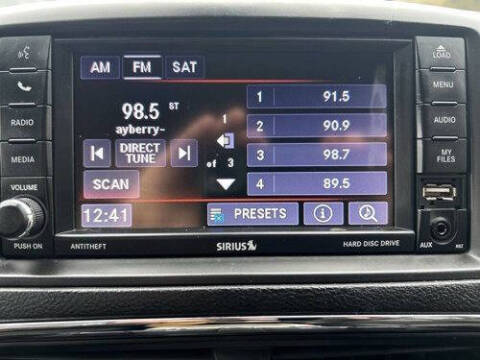 AM FM SAT
98.5 ST
ayberry~
DIRECT TUNE
SCAN
12:41
1 of 3
1 91.5
2 90.9
3 98.7
4 89.5
PRESETS
RADIO
MEDIA
VOLUME
PUSH ON
LOAD
MENU
AUDIO
MY FILES
AUX
ANTITHEFT
SIRIUS
HARD DISC DRIVE